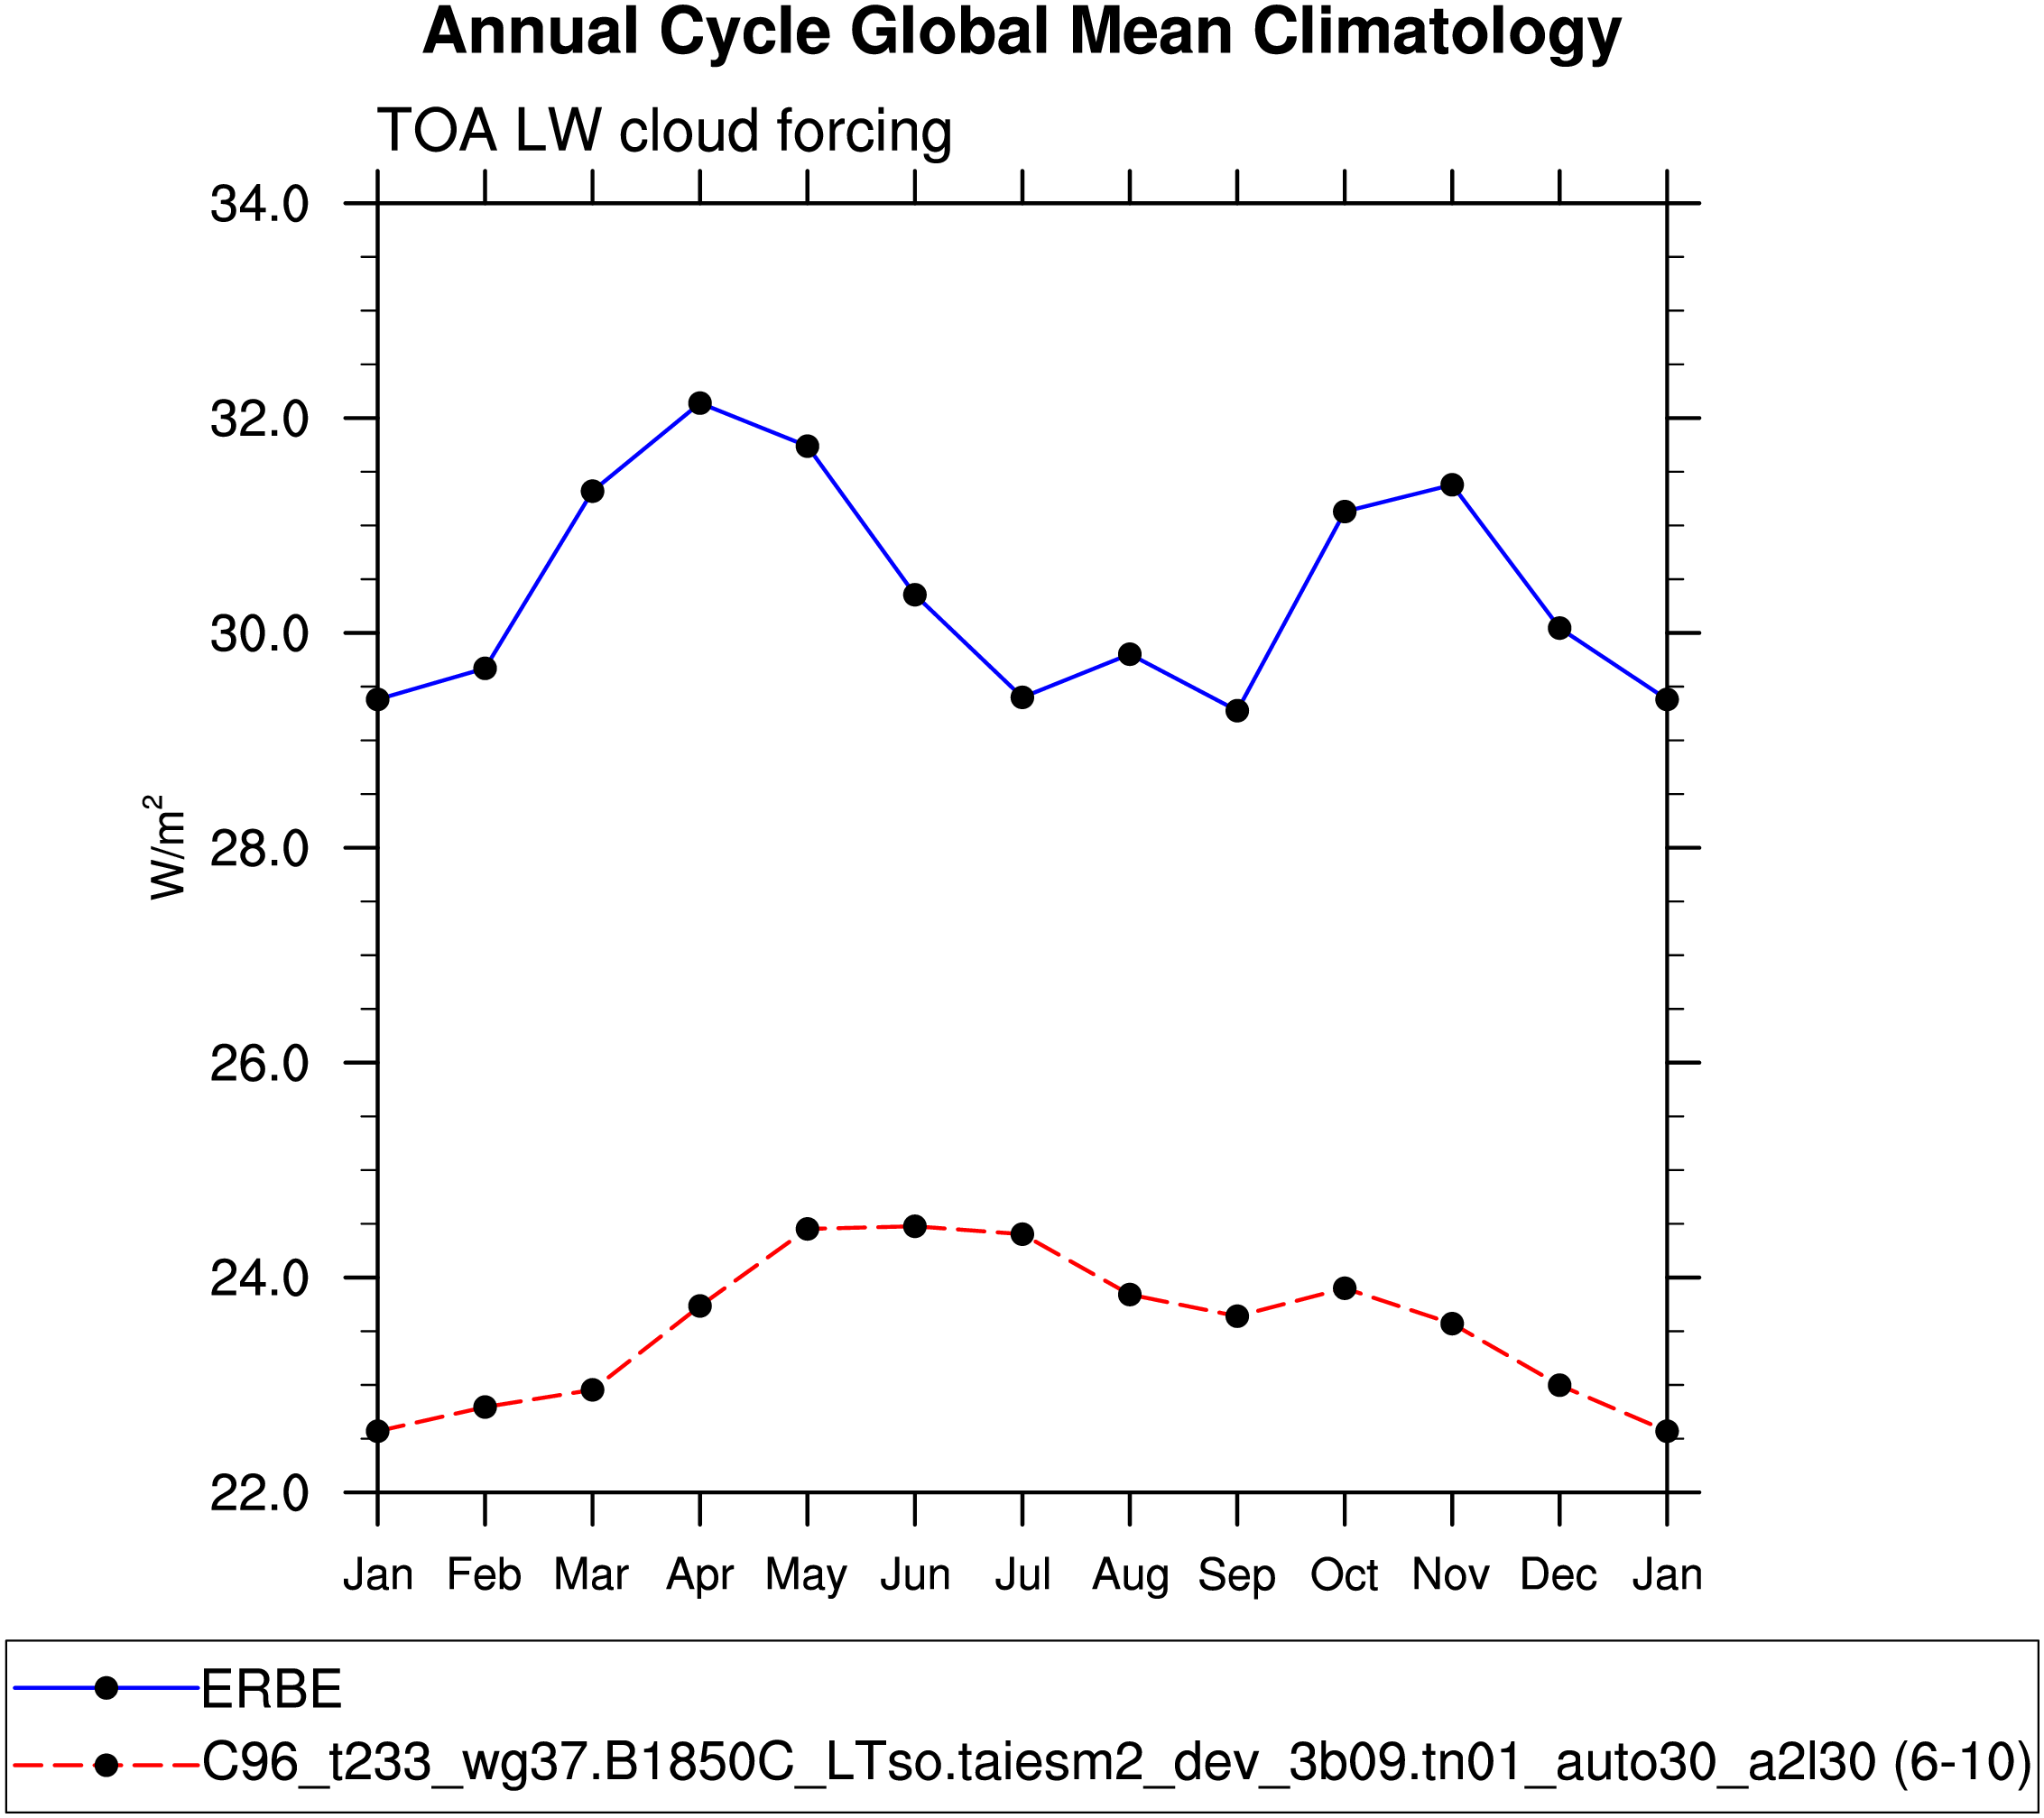 Annual Cycle Global Mean Climatology
TOA LW cloud forcing
34.0
32.0
30.0
28.0
26.0
24.0
22.0
W/m²
Jan Feb Mar Apr May Jun Jul Aug Sep Oct Nov Dec Jan
ERBE
C96_t233_wg37.B1850C_LTso.taiesm2_dev_3b09.tn01_auto30_a2l30 (6-10)